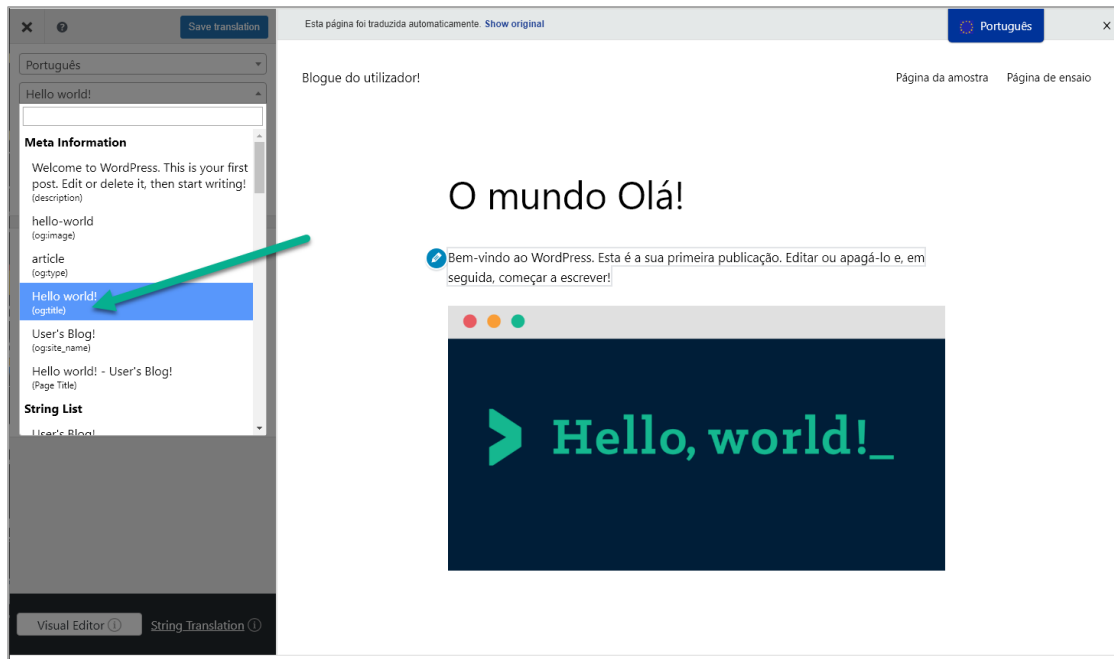 Save translation
Português
Hello world!
Meta Information
Welcome to WordPress. This is your first
post. Edit or delete it, then start writing!
(description)
hello-world
(og:image)
article
(og:type)
Hello world!
(og:title)
User's Blog!
(og:site_name)
Hello world! - User's Blog!
(Page Title)
String List
User's Blog!
Visual Editor
String Translation
Esta página foi traduzida automaticamente. Show original
Português
Blogue do utilizador!
Página da amostra Página de ensaio
O mundo Olá!
Bem-vindo ao WordPress. Esta é a sua primeira publicação. Editar ou apagá-lo e, em
seguida, começar a escrever!
Hello, world!_